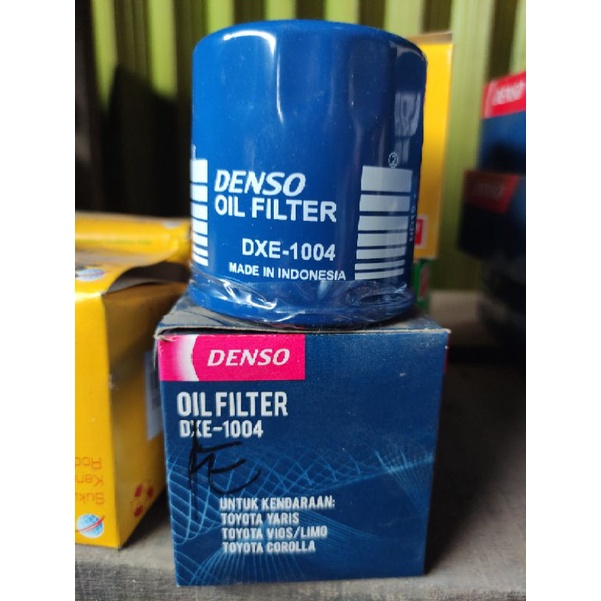 DENSO
OIL FILTER
DXE-1004
MADE IN INDONESIA
DENSO
DENSO
OIL FILTER
DXE-1004
UNTUK KENDARAAN:
TOYOTA YARIS
TOYOTA VIOS/LIMO
TOYOTA COROLLA